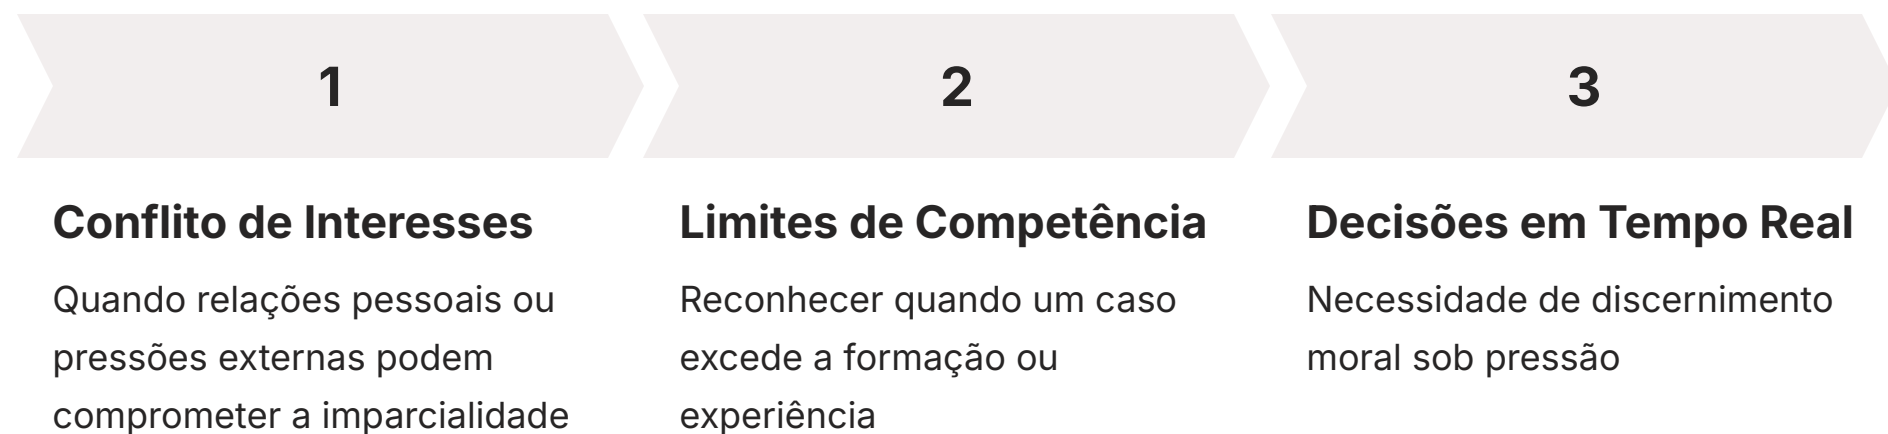 1
Conflito de Interesses
Quando relações pessoais ou
pressões externas podem
comprometer a imparcialidade
2
Limites de Competência
Reconhecer quando um caso
excede a formação ou
experiência
3
Decisões em Tempo Real
Necessidade de discernimento
moral sob pressão